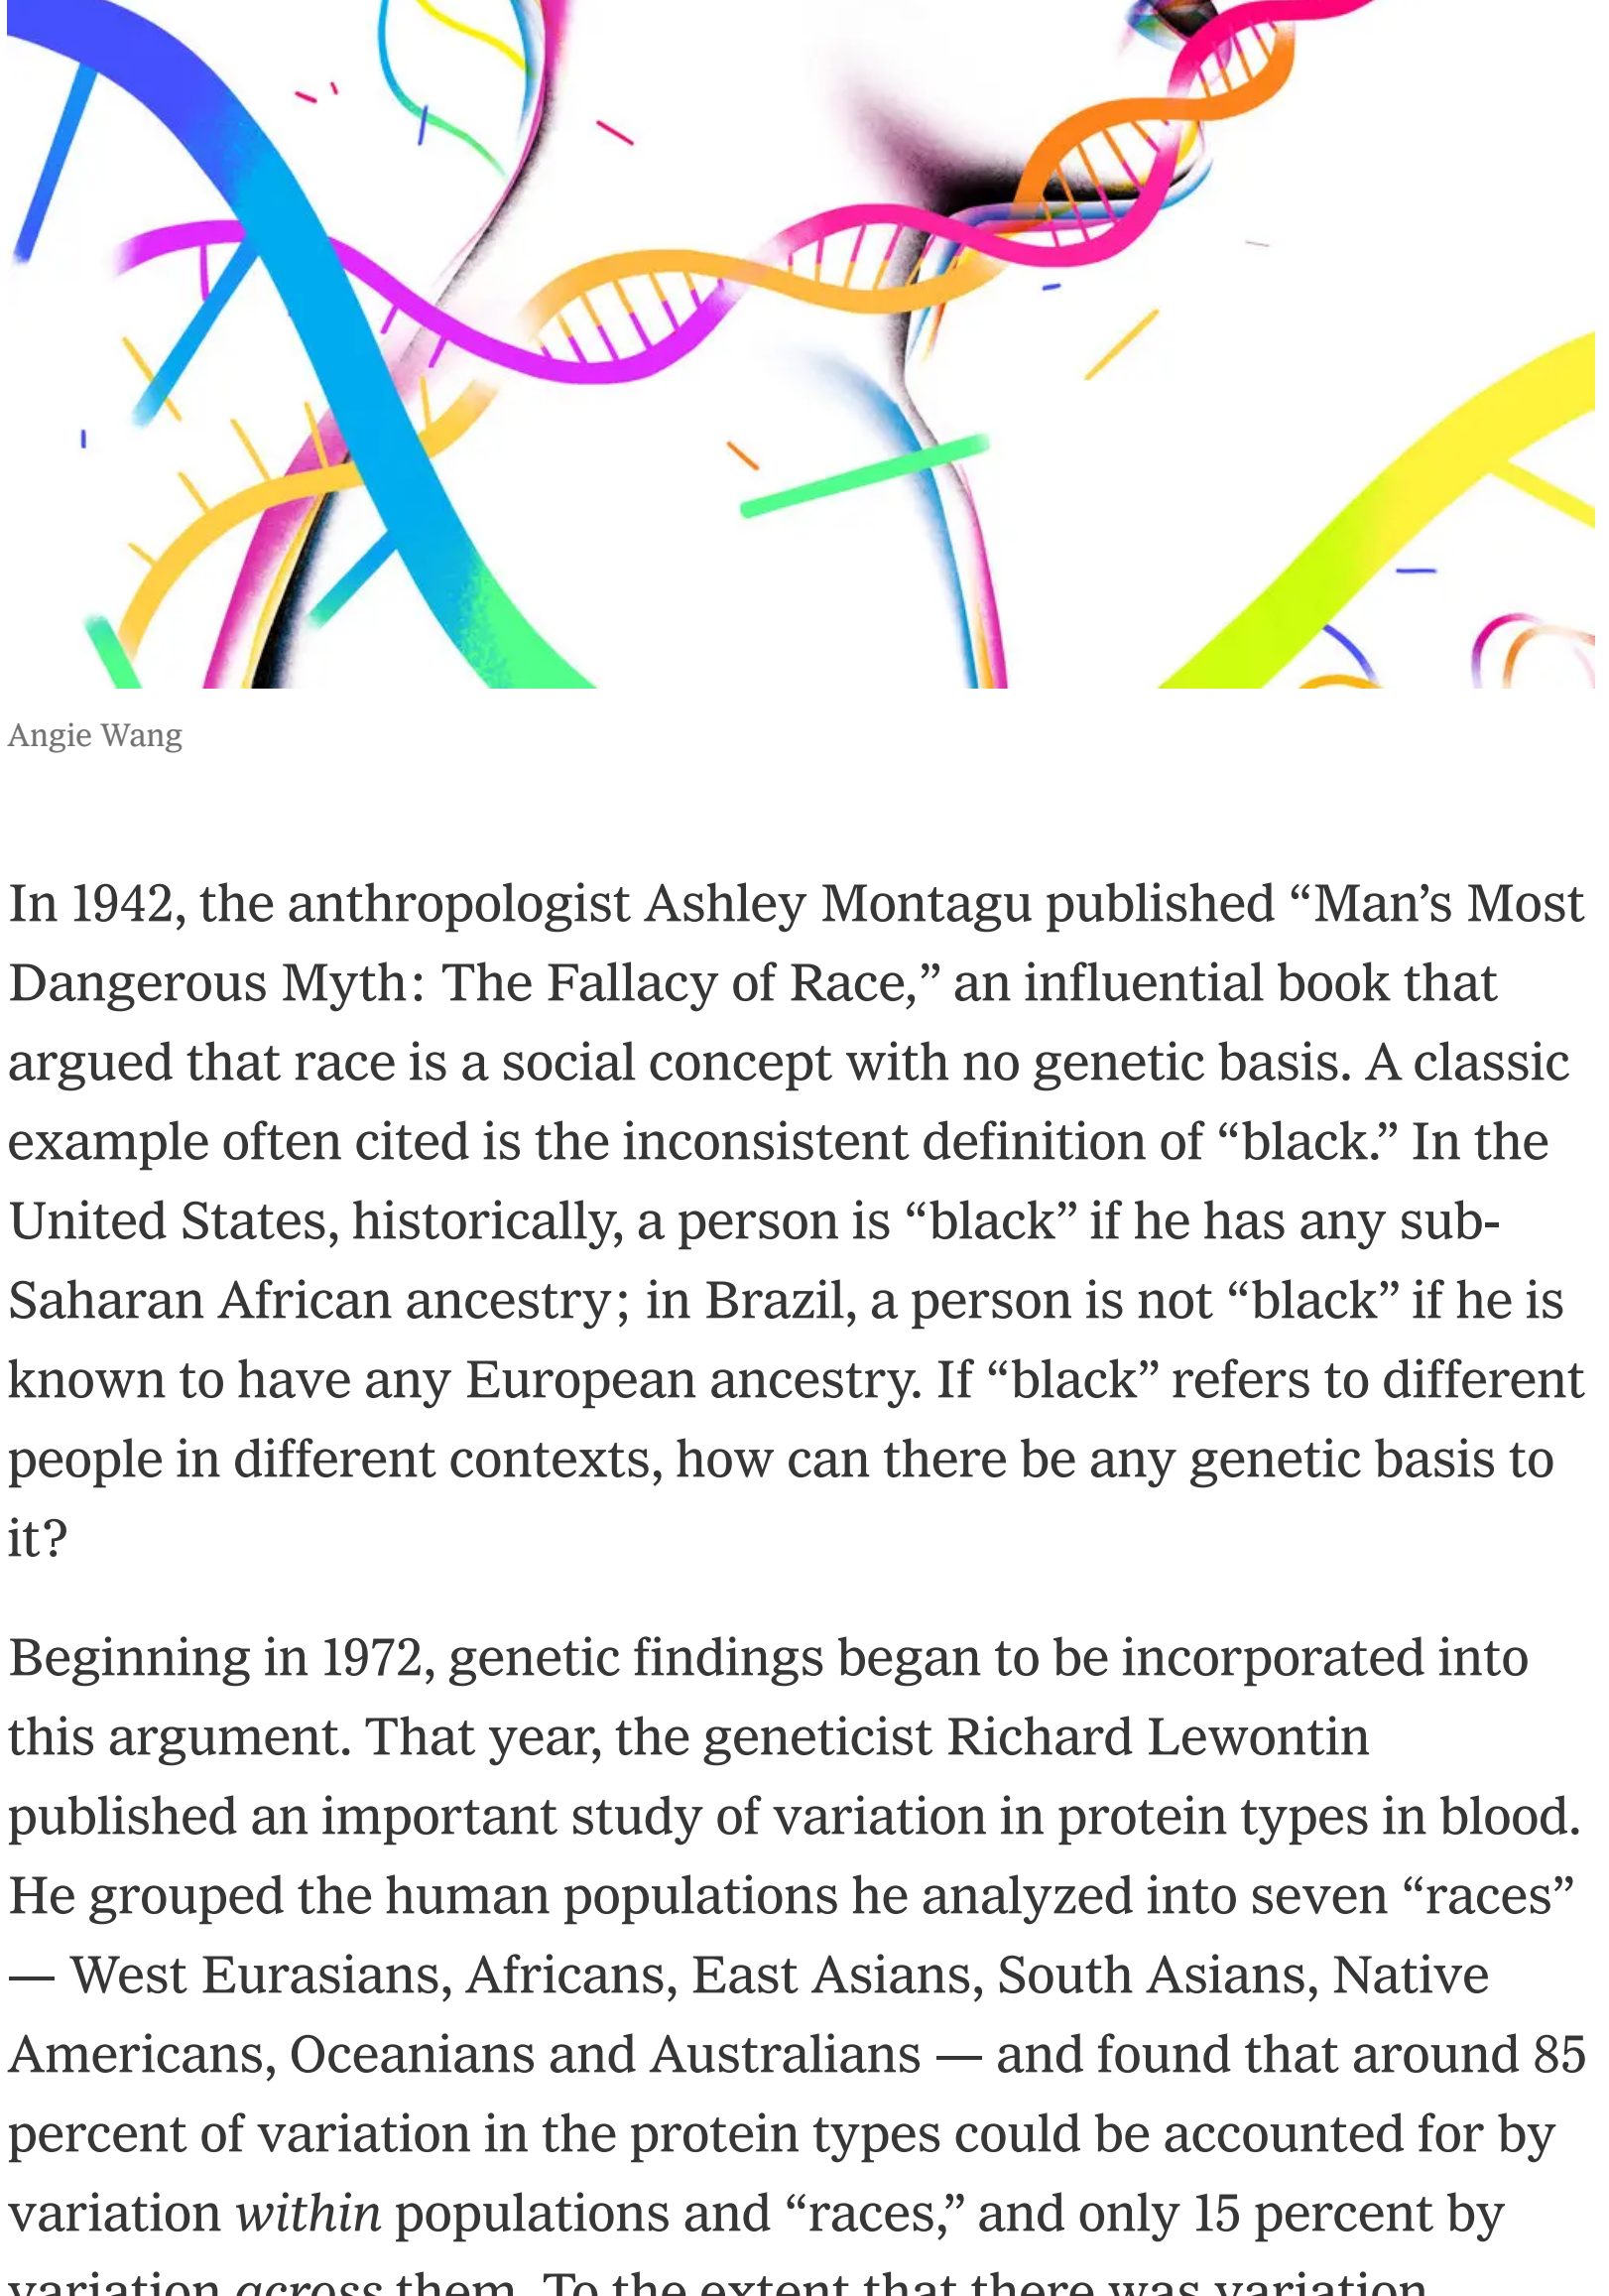 Angie Wang
In 1942, the anthropologist Ashley Montagu published “Man’s Most
Dangerous Myth: The Fallacy of Race,” an influential book that
argued that race is a social concept with no genetic basis. A classic
example often cited is the inconsistent definition of “black.” In the
United States, historically, a person is “black” if he has any sub-
Saharan African ancestry; in Brazil, a person is not “black” if he is
known to have any European ancestry. If “black” refers to different
people in different contexts, how can there be any genetic basis to
it?
Beginning in 1972, genetic findings began to be incorporated into
this argument. That year, the geneticist Richard Lewontin
published an important study of variation in protein types in blood.
He grouped the human populations he analyzed into seven “races”
— West Eurasians, Africans, East Asians, South Asians, Native
Americans, Oceanians and Australians — and found that around 85
percent of variation in the protein types could be accounted for by
variation within populations and “races,” and only 15 percent by
variation across them. To the extent that there was variation